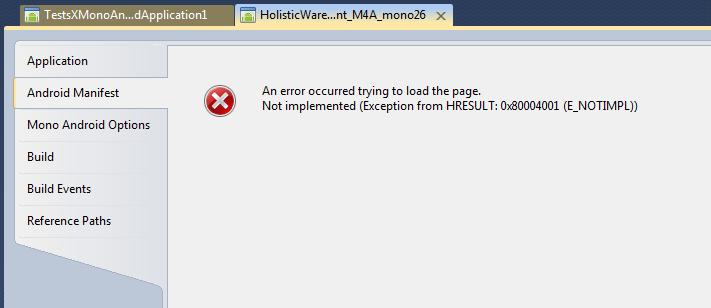 TestsXMonoAn...dApplication1
HolisticWare...nt_M4A_mono26
Application
Android Manifest
Mono Android Options
Build
Build Events
Reference Paths
An error occurred trying to load the page.
Not implemented (Exception from HRESULT: 0x80004001 (E_NOTIMPL))